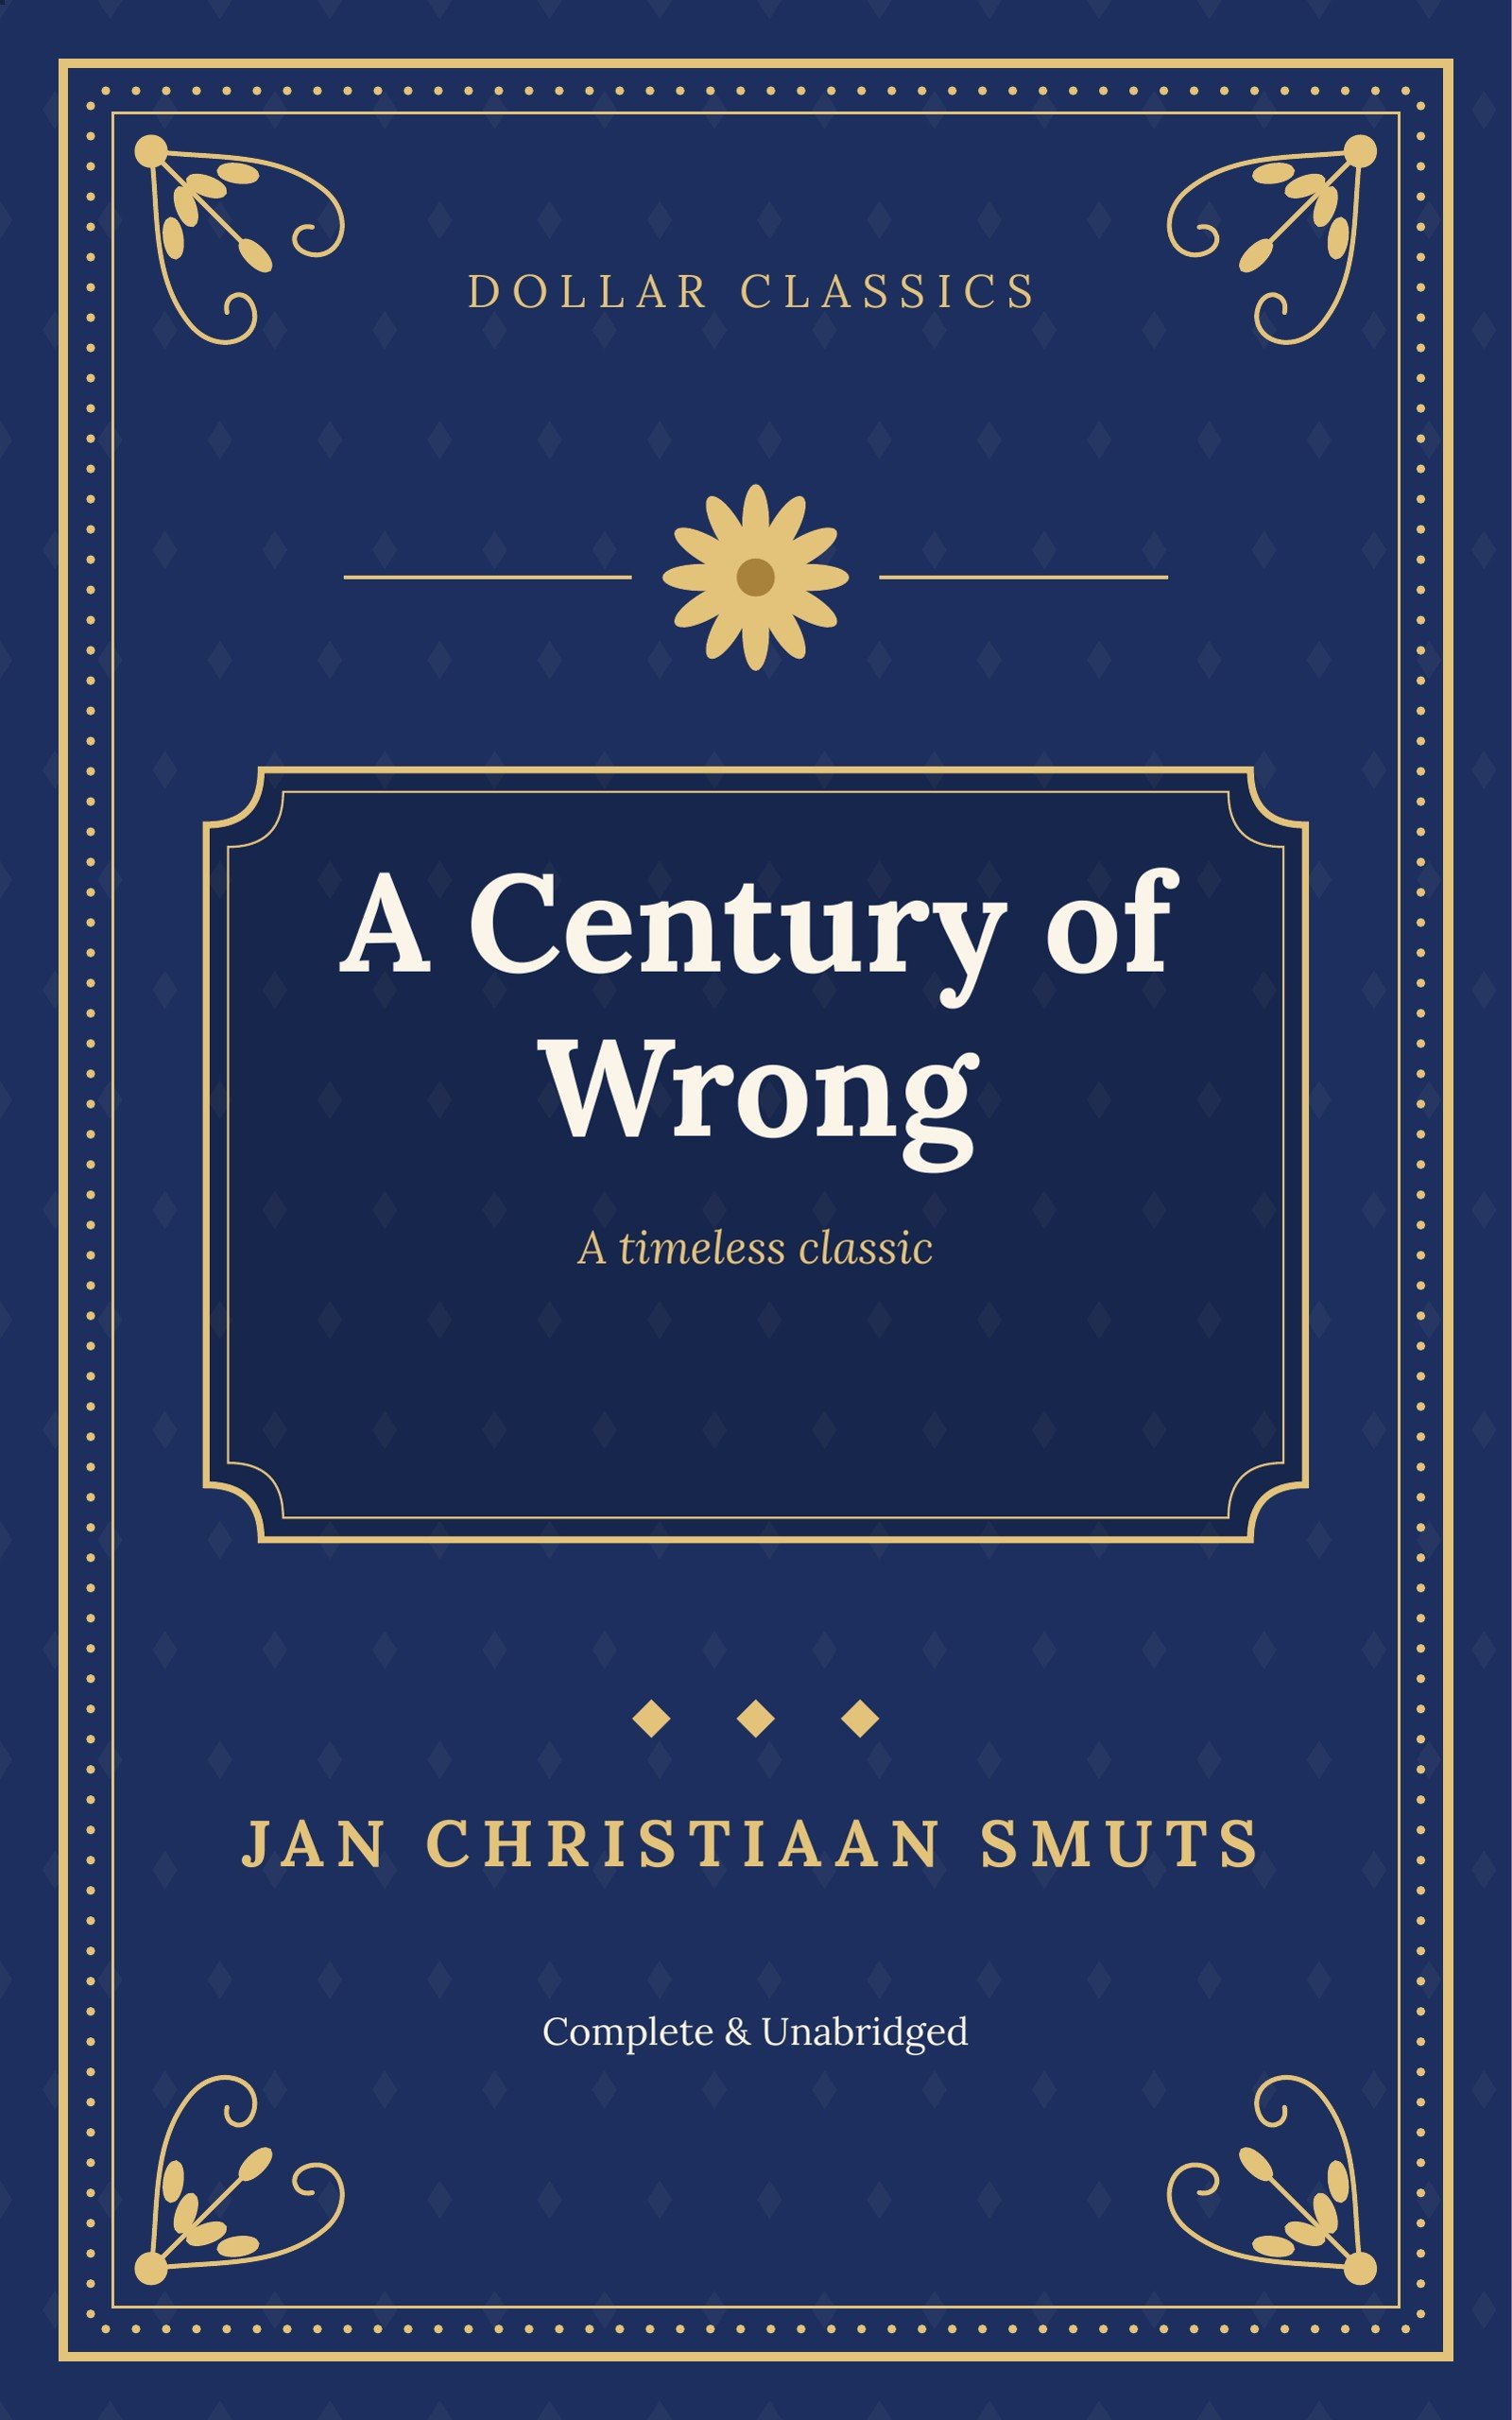 DOLLAR CLASSICS
A Century of
Wrong
A timeless classic
JAN CHRISTIAAN SMUTS
Complete & Unabridged